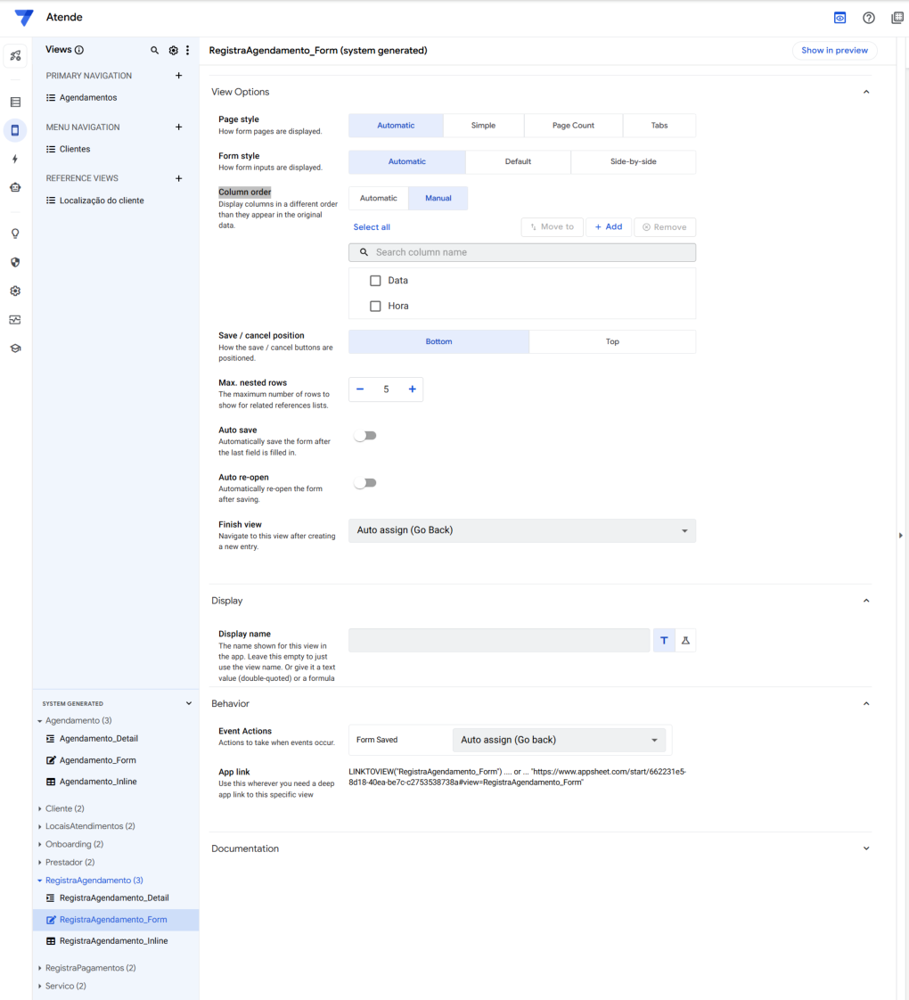 Atende
Views
PRIMARY NAVIGATION
Agendamentos
MENU NAVIGATION
Clientes
REFERENCE VIEWS
Localização do cliente
SYSTEM GENERATED
Agendamento (3)
Agendamento_Detail
Agendamento_Form
Agendamento_Inline
Cliente (2)
LocaisAtendimentos (2)
Onboarding (2)
Prestador (2)
RegistraAgendamento (3)
RegistraAgendamento_Detail
RegistraAgendamento_Form
RegistraAgendamento_Inline
RegistraPagamentos (2)
Servico (2)
RegistraAgendamento_Form (system generated)
Show in preview
View Options
Page style
How form pages are displayed.
Automatic Simple Page Count Tabs
Form style
How form inputs are displayed.
Automatic Default Side-by-side
Column order
Display columns in a different order
than they appear in the original
data.
Automatic Manual
Select all Move to + Add Remove
Search column name
Data
Hora
Save / cancel position
How the save / cancel buttons are
positioned.
Bottom Top
Max. nested rows
The maximum number of rows to
show for related references lists.
− 5 +
Auto save
Automatically save the form after
the last field is filled in.
Auto re-open
Automatically re-open the form
after saving.
Finish view
Navigate to this view after creating
a new entry.
Auto assign (Go Back)
Display
Display name
The name shown for this view in
the app. Leave this empty to just
use the view name. Or give it a text
value (double-quoted) or a formula
Behavior
Event Actions
Actions to take when events occur.
Form Saved Auto assign (Go back)
App link
Use this wherever you need a deep
app link to this specific view
LINKTOVIEW("RegistraAgendamento_Form") .... or ... "https://www.appsheet.com/start/662231e5-
8d18-40ea-be7c-c2753538738a#view=RegistraAgendamento_Form"
Documentation